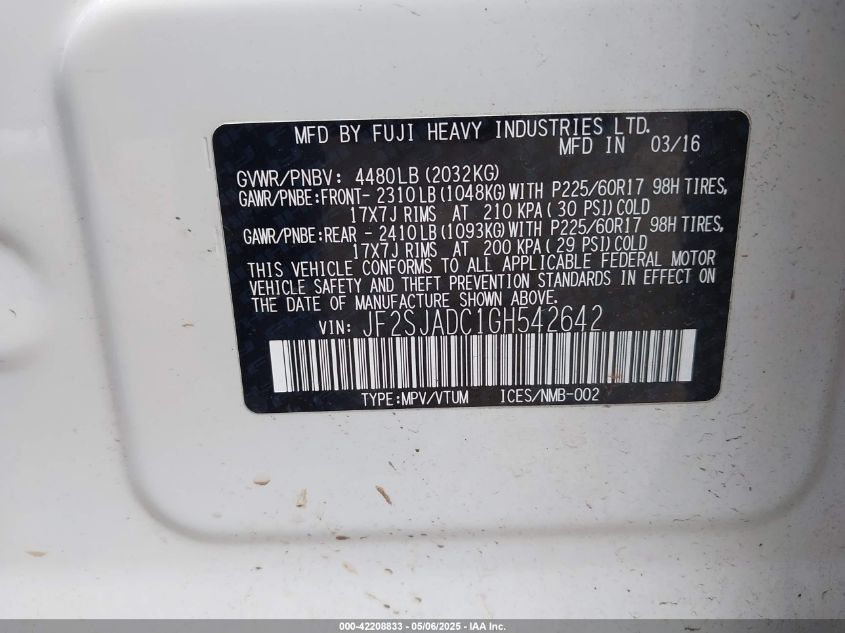 MFD BY FUJI HEAVY INDUSTRIES LTD.
MFD IN 03/16
GVWR/PNBV: 4480LB (2032KG)
GAWR/PNBE:FRONT- 2310LB (1048KG) WITH P225/60R17 98H TIRES,
17X7J RIMS AT 210 KPA ( 30 PSI) COLD
GAWR/PNBE:REAR - 2410LB (1093KG) WITH P225/60R17 98H TIRES,
17X7J RIMS AT 200 KPA ( 29 PSI) COLD
THIS VEHICLE CONFORMS TO ALL APPLICABLE FEDERAL MOTOR
VEHICLE SAFETY AND THEFT PREVENTION STANDARDS IN EFFECT ON
THE DATE OF MANUFACTURE SHOWN ABOVE.
VIN: JF2SJADC1GH542642
TYPE:MPV/VTUM ICES/NMB-002
000-42208833 - 05/06/2025 - IAA Inc.